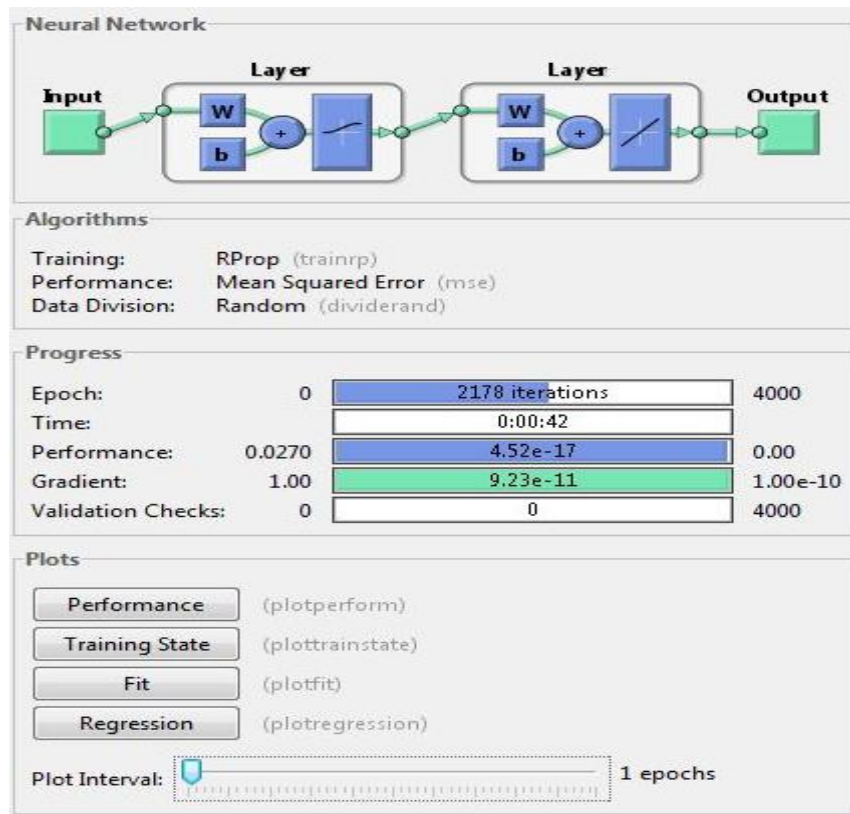 Neural Network
Layer Layer
Input Output
W W
+ +
b b
Algorithms
Training: RProp (trainrp)
Performance: Mean Squared Error (mse)
Data Division: Random (dividerand)
Progress
Epoch: 0 2178 iterations 4000
Time: 0:00:42
Performance: 0.0270 4.52e-17 0.00
Gradient: 1.00 9.23e-11 1.00e-10
Validation Checks: 0 0 4000
Plots
Performance (plotperform)
Training State (plottrainstate)
Fit (plotfit)
Regression (plotregression)
Plot Interval: 1 epochs